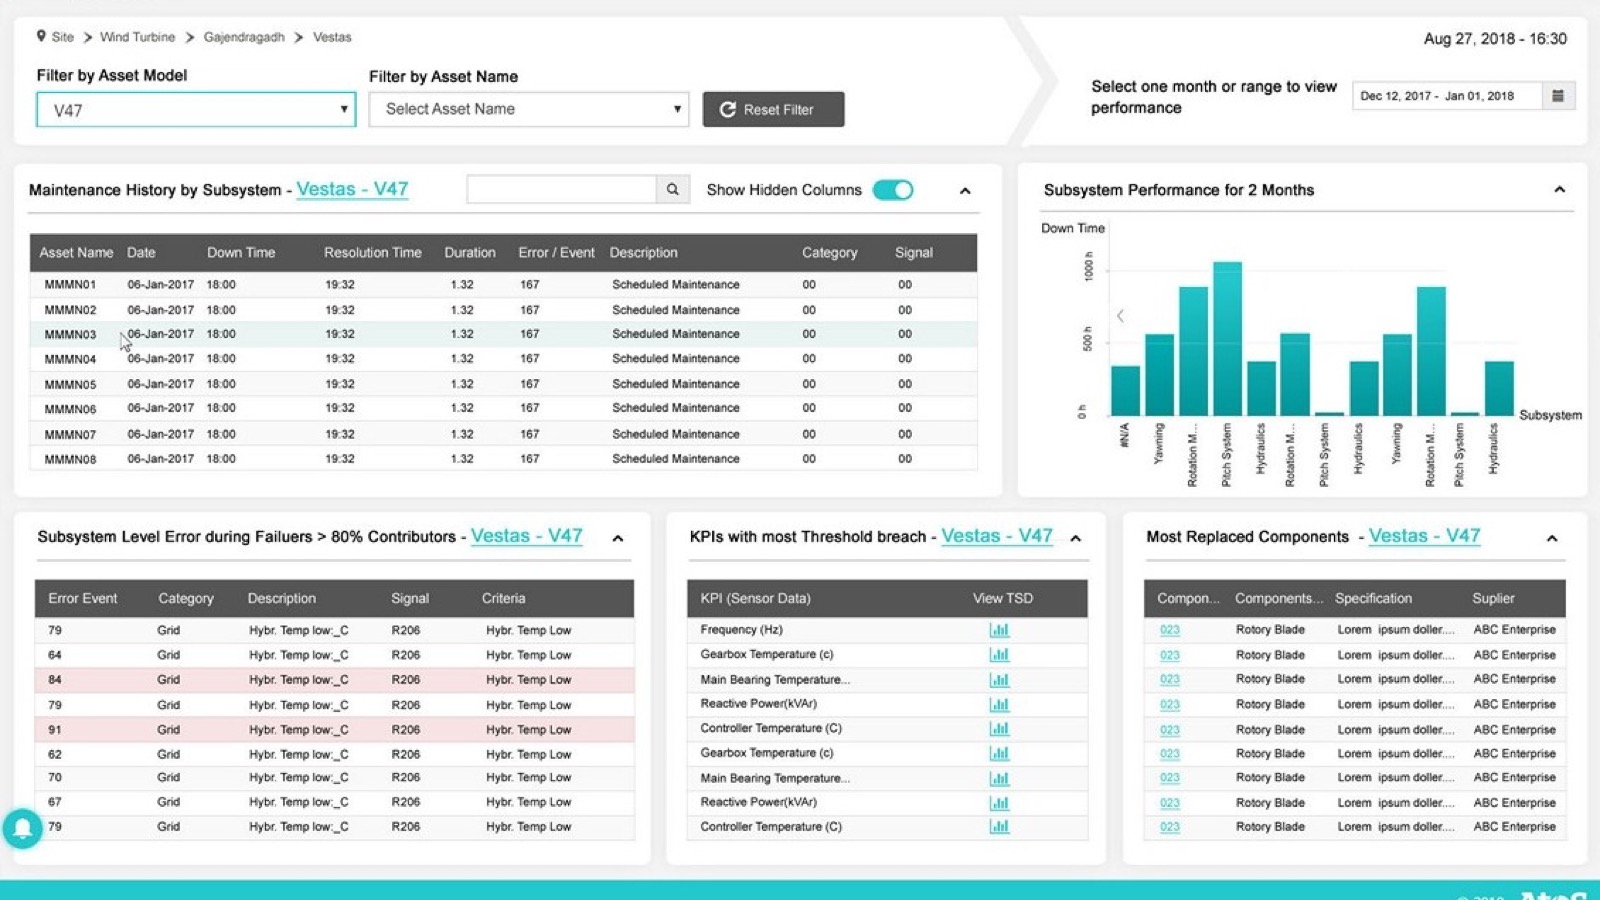 Site > Wind Turbine > Gajendragadh > Vestas
Aug 27, 2018 - 16:30
Filter by Asset Model
Filter by Asset Name
V47
Select Asset Name
Reset Filter
Select one month or range to view
performance
Dec 12, 2017 - Jan 01, 2018
Maintenance History by Subsystem - Vestas - V47
Show Hidden Columns
Asset Name Date Down Time Resolution Time Duration Error / Event Description Category Signal
MMMN01 06-Jan-2017 18:00 19:32 1.32 167 Scheduled Maintenance 00 00
MMMN02 06-Jan-2017 18:00 19:32 1.32 167 Scheduled Maintenance 00 00
MMMN03 06-Jan-2017 18:00 19:32 1.32 167 Scheduled Maintenance 00 00
MMMN04 06-Jan-2017 18:00 19:32 1.32 167 Scheduled Maintenance 00 00
MMMN05 06-Jan-2017 18:00 19:32 1.32 167 Scheduled Maintenance 00 00
MMMN06 06-Jan-2017 18:00 19:32 1.32 167 Scheduled Maintenance 00 00
MMMN07 06-Jan-2017 18:00 19:32 1.32 167 Scheduled Maintenance 00 00
MMMN08 06-Jan-2017 18:00 19:32 1.32 167 Scheduled Maintenance 00 00
Subsystem Performance for 2 Months
Down Time
1000 h
500 h
0 h
Subsystem
#N/A
Yawning
Rotation M...
Pitch System
Hydraulics
Rotation M...
Pitch System
Hydraulics
Yawning
Rotation M...
Pitch System
Hydraulics
Subsystem Level Error during Failuers > 80% Contributors - Vestas - V47
Error Event Category Description Signal Criteria
79 Grid Hybr. Temp low:_C R206 Hybr. Temp Low
64 Grid Hybr. Temp low:_C R206 Hybr. Temp Low
84 Grid Hybr. Temp low:_C R206 Hybr. Temp Low
79 Grid Hybr. Temp low:_C R206 Hybr. Temp Low
91 Grid Hybr. Temp low:_C R206 Hybr. Temp Low
62 Grid Hybr. Temp low:_C R206 Hybr. Temp Low
70 Grid Hybr. Temp low:_C R206 Hybr. Temp Low
67 Grid Hybr. Temp low:_C R206 Hybr. Temp Low
79 Grid Hybr. Temp low:_C R206 Hybr. Temp Low
KPIs with most Threshold breach - Vestas - V47
KPI (Sensor Data) View TSD
Frequency (Hz)
Gearbox Temperature (c)
Main Bearing Temperature...
Reactive Power(kVAr)
Controller Temperature (C)
Gearbox Temperature (c)
Main Bearing Temperature...
Reactive Power(kVAr)
Controller Temperature (C)
Most Replaced Components - Vestas - V47
Compon... Components... Specification Suplier
023 Rotory Blade Lorem ipsum doller.... ABC Enterprise
023 Rotory Blade Lorem ipsum doller.... ABC Enterprise
023 Rotory Blade Lorem ipsum doller.... ABC Enterprise
023 Rotory Blade Lorem ipsum doller.... ABC Enterprise
023 Rotory Blade Lorem ipsum doller.... ABC Enterprise
023 Rotory Blade Lorem ipsum doller.... ABC Enterprise
023 Rotory Blade Lorem ipsum doller.... ABC Enterprise
023 Rotory Blade Lorem ipsum doller.... ABC Enterprise
023 Rotory Blade Lorem ipsum doller.... ABC Enterprise